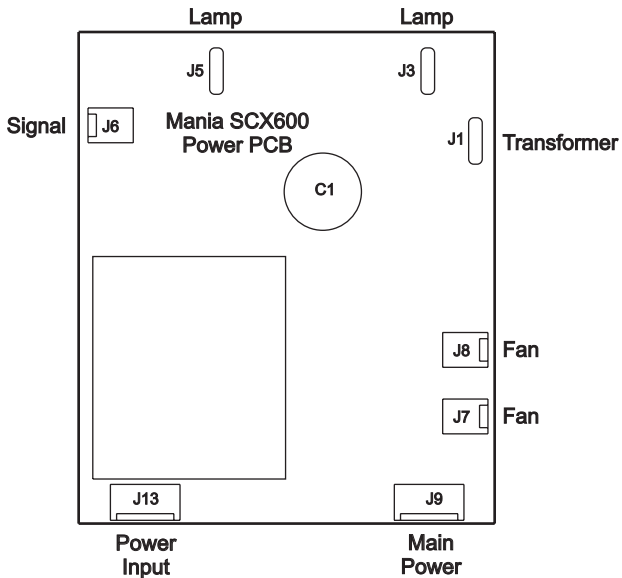 Lamp
Lamp
J5
J3
Signal
J6
Mania SCX600
Power PCB
J1
Transformer
C1
J8
Fan
J7
Fan
J13
J9
Power
Input
Main
Power